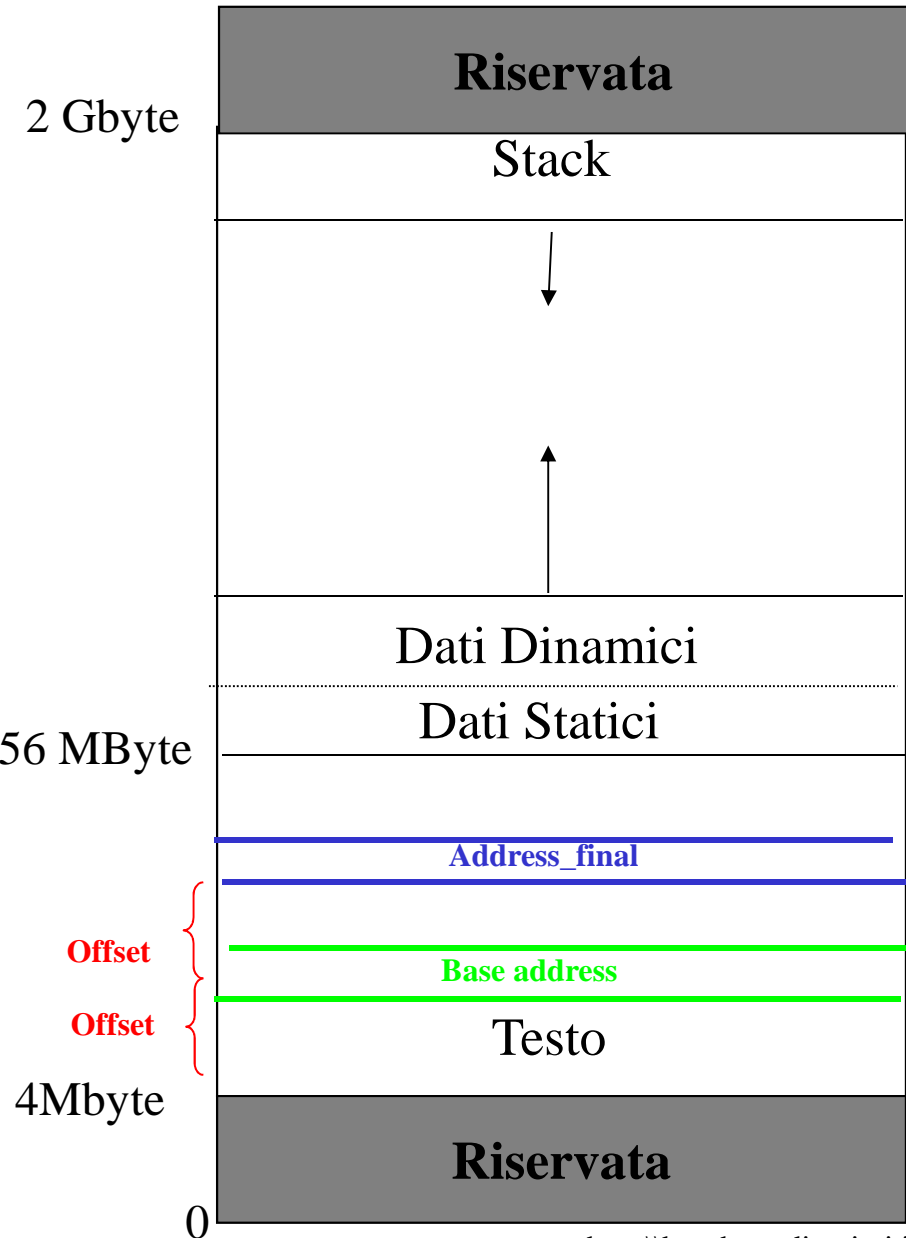 Riservata
2 Gbyte
Stack
Dati Dinamici
Dati Statici
56 MByte
Address_final
Offset
Base address
Offset
Testo
4Mbyte
Riservata
0